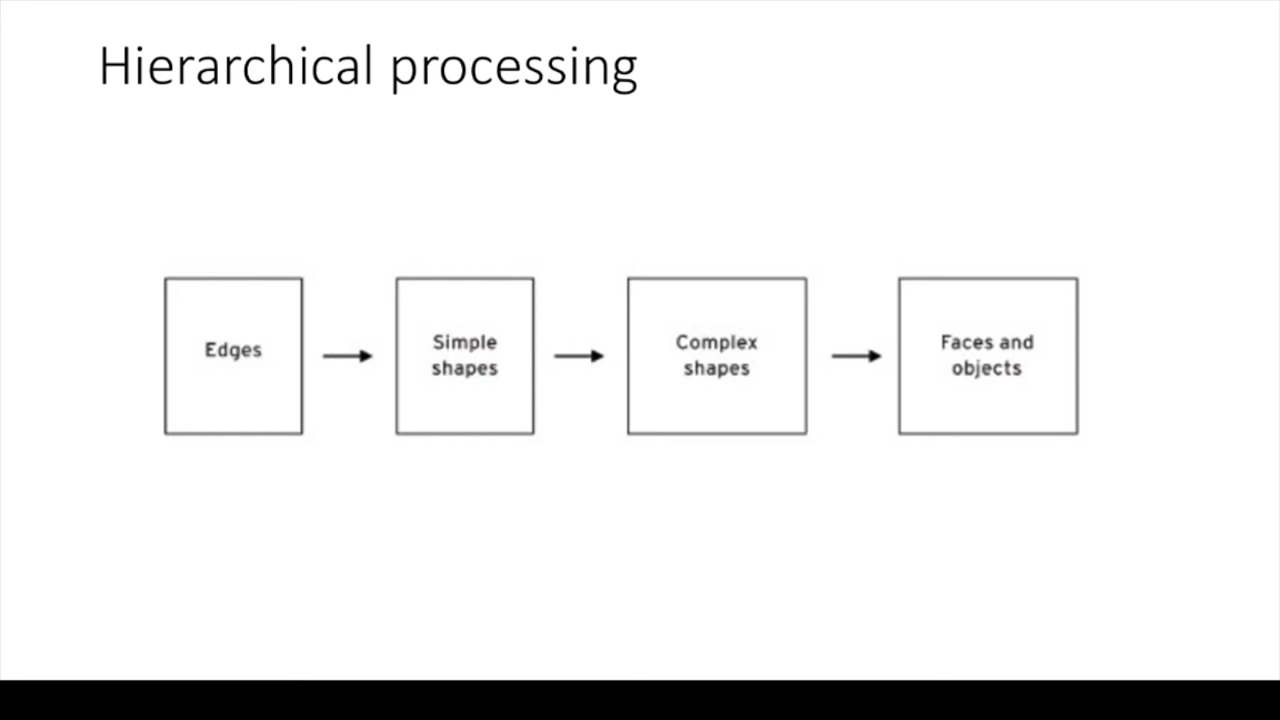 Hierarchical processing
Edges
Simple
shapes
Complex
shapes
Faces and
objects